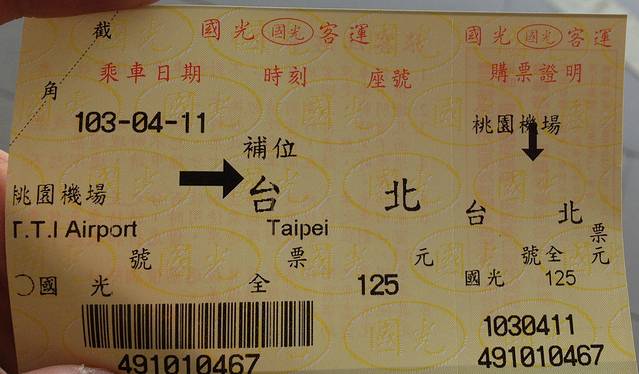 截角
國光 國光 客運
乘車日期 時刻 座號
103-04-11
補位
桃園機場 台北
T.T.I Airport Taipei
號 票 元
國光 全 125
491010467
國光 國光 客運
購票證明
桃園機場
台北
號 全 票 元
國光 125
1030411
491010467